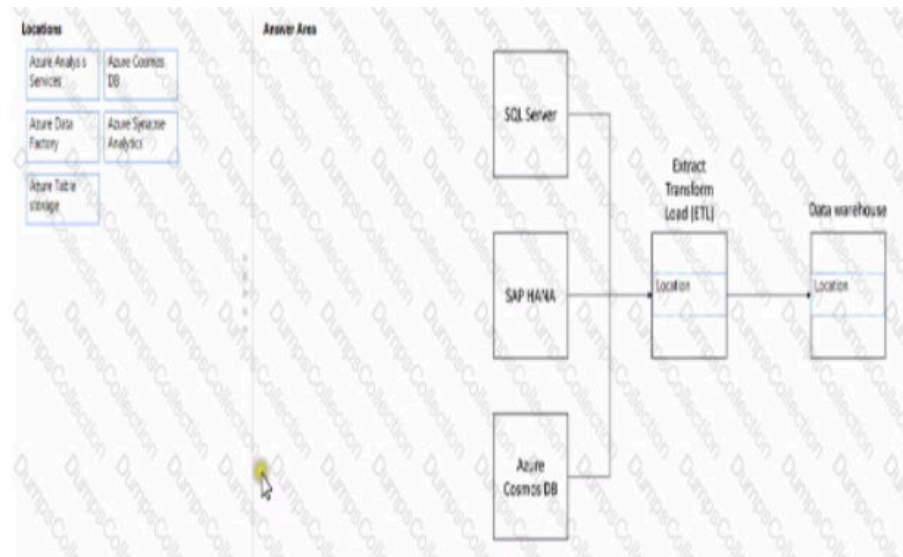 Locations
Azure Analysis
Services
Azure Cosmos
DB
Azure Data
Factory
Azure Synapse
Analytics
Azure Table
storage
Answer Area
SQL Server
SAP HANA
Azure
Cosmos DB
Extract
Transform
Load (ETL)
Location
Data warehouse
Location
DumpsCollection